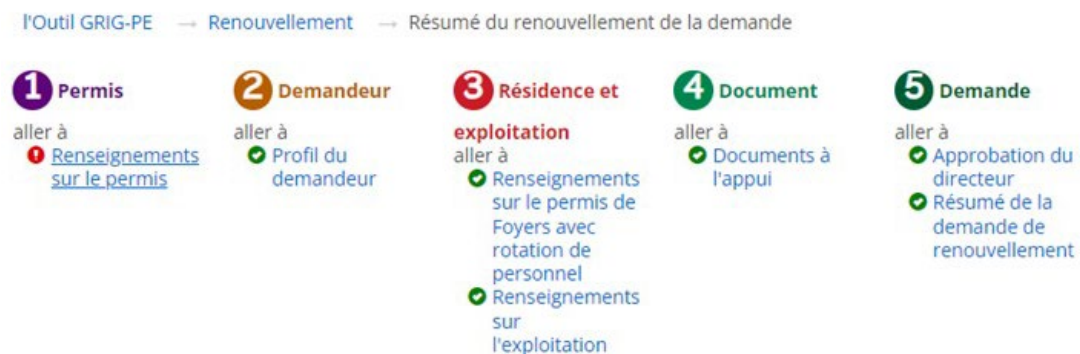 l'Outil GRIG-PE → Renouvellement → Résumé du renouvellement de la demande
1 Permis
aller à
Renseignements
sur le permis
2 Demandeur
aller à
Profil du
demandeur
3 Résidence et
exploitation
aller à
Renseignements
sur le permis de
Foyers avec
rotation de
personnel
Renseignements
sur
l'exploitation
4 Document
aller à
Documents à
l'appui
5 Demande
aller à
Approbation du
directeur
Résumé de la
demande de
renouvellement